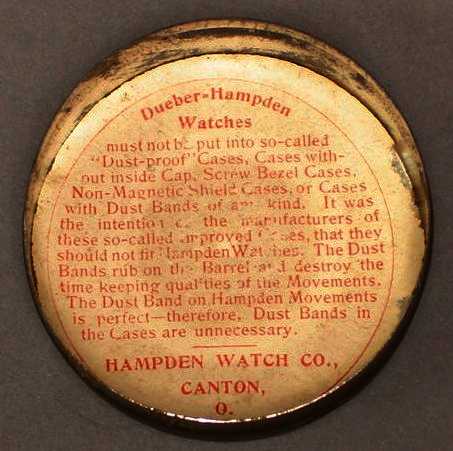 Dueber-Hampden
Watches
must not be put into so-called
"Dust-proof" Cases, Cases with-
out inside Cap, Screw Bezel Cases,
Non-Magnetic Shield Cases, or Cases
with Dust Bands of any kind. It was
the intention of the manufacturers of
these so-called improved Cases, that they
should not fit Hampden Watches. The Dust
Bands rub on the Barrel and destroy the
time keeping qualities of the Movements.
The Dust Band on Hampden Movements
is perfect—therefore, Dust Bands in
the Cases are unnecessary.
HAMPDEN WATCH CO.,
CANTON,
O.